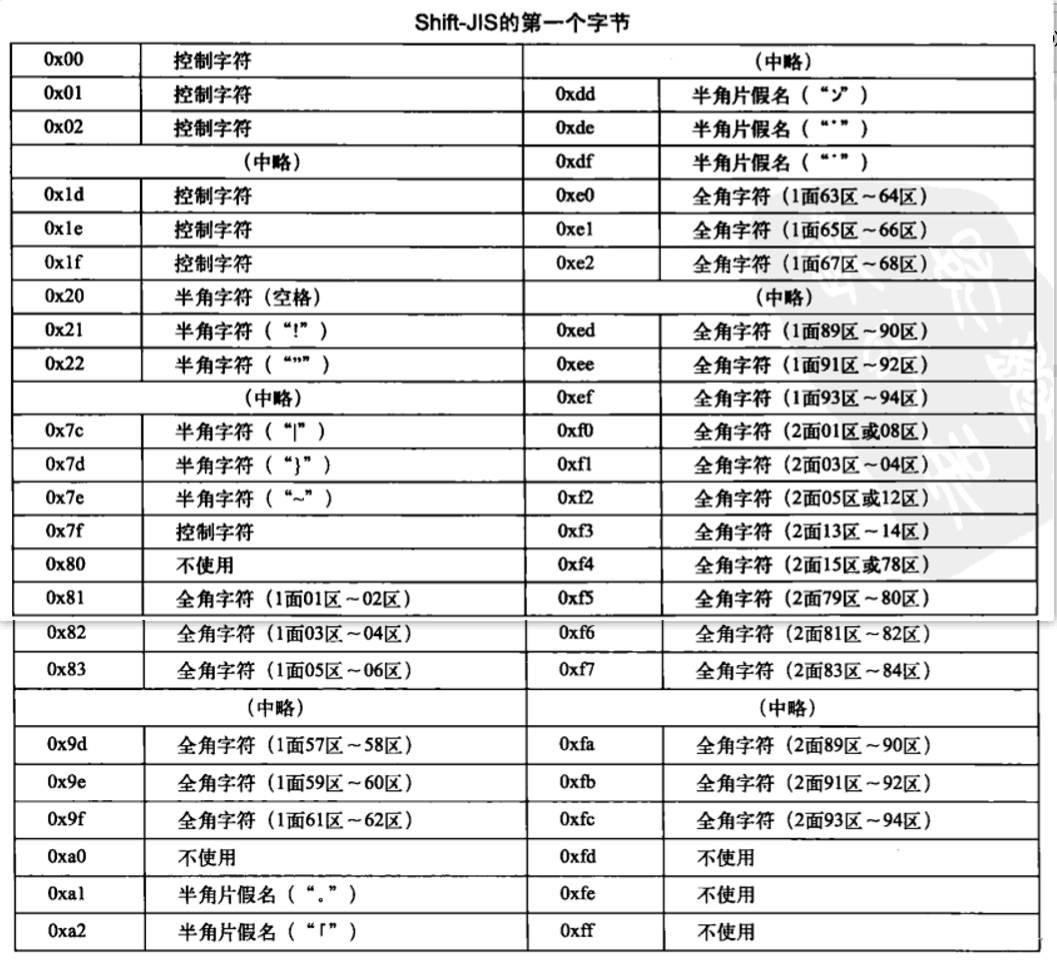 Shift-JIS的第一个字节
0x00 控制字符
0x01 控制字符
0x02 控制字符
（中略）
0x1d 控制字符
0x1e 控制字符
0x1f 控制字符
0x20 半角字符（空格）
0x21 半角字符（“!”）
0x22 半角字符（“””）
（中略）
0x7c 半角字符（“|”）
0x7d 半角字符（“}”）
0x7e 半角字符（“~”）
0x7f 控制字符
0x80 不使用
0x81 全角字符（1面01区～02区）
0x82 全角字符（1面03区～04区）
0x83 全角字符（1面05区～06区）
（中略）
0x9d 全角字符（1面57区～58区）
0x9e 全角字符（1面59区～60区）
0x9f 全角字符（1面61区～62区）
0xa0 不使用
0xa1 半角片假名（“。”）
0xa2 半角片假名（“「”）
（中略）
0xdd 半角片假名（“ン”）
0xde 半角片假名（“゛”）
0xdf 半角片假名（“゜”）
0xe0 全角字符（1面63区～64区）
0xe1 全角字符（1面65区～66区）
0xe2 全角字符（1面67区～68区）
（中略）
0xed 全角字符（1面89区～90区）
0xee 全角字符（1面91区～92区）
0xef 全角字符（1面93区～94区）
0xf0 全角字符（2面01区或08区）
0xf1 全角字符（2面03区～04区）
0xf2 全角字符（2面05区或12区）
0xf3 全角字符（2面13区～14区）
0xf4 全角字符（2面15区或78区）
0xf5 全角字符（2面79区～80区）
0xf6 全角字符（2面81区～82区）
0xf7 全角字符（2面83区～84区）
（中略）
0xfa 全角字符（2面89区～90区）
0xfb 全角字符（2面91区～92区）
0xfc 全角字符（2面93区～94区）
0xfd 不使用
0xfe 不使用
0xff 不使用